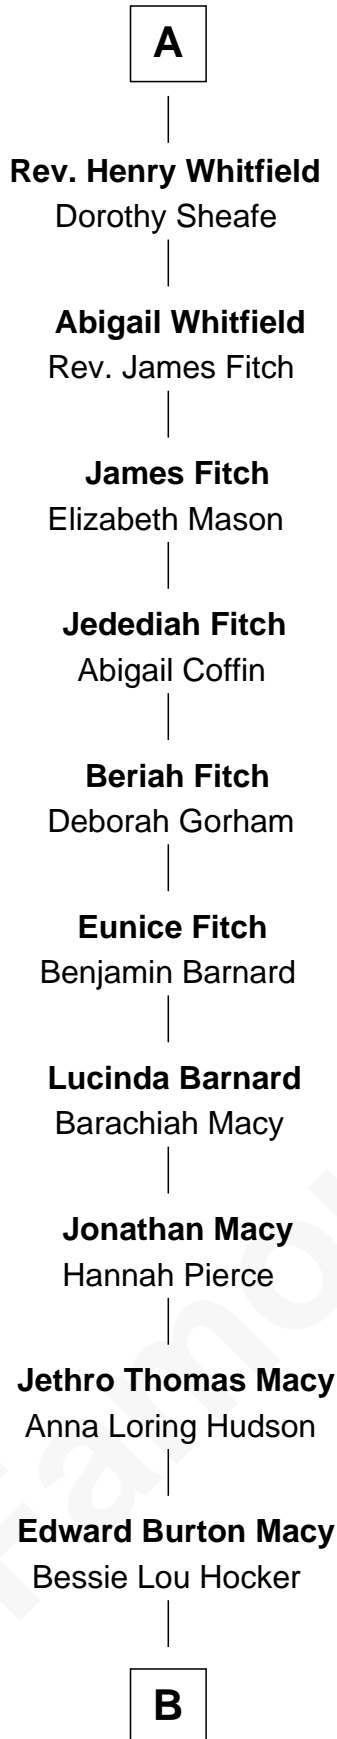 A
Rev. Henry Whitfield
Dorothy Sheafe
Abigail Whitfield
Rev. James Fitch
James Fitch
Elizabeth Mason
Jedediah Fitch
Abigail Coffin
Beriah Fitch
Deborah Gorham
Eunice Fitch
Benjamin Barnard
Lucinda Barnard
Barachiah Macy
Jonathan Macy
Hannah Pierce
Jethro Thomas Macy
Anna Loring Hudson
Edward Burton Macy
Bessie Lou Hocker
B